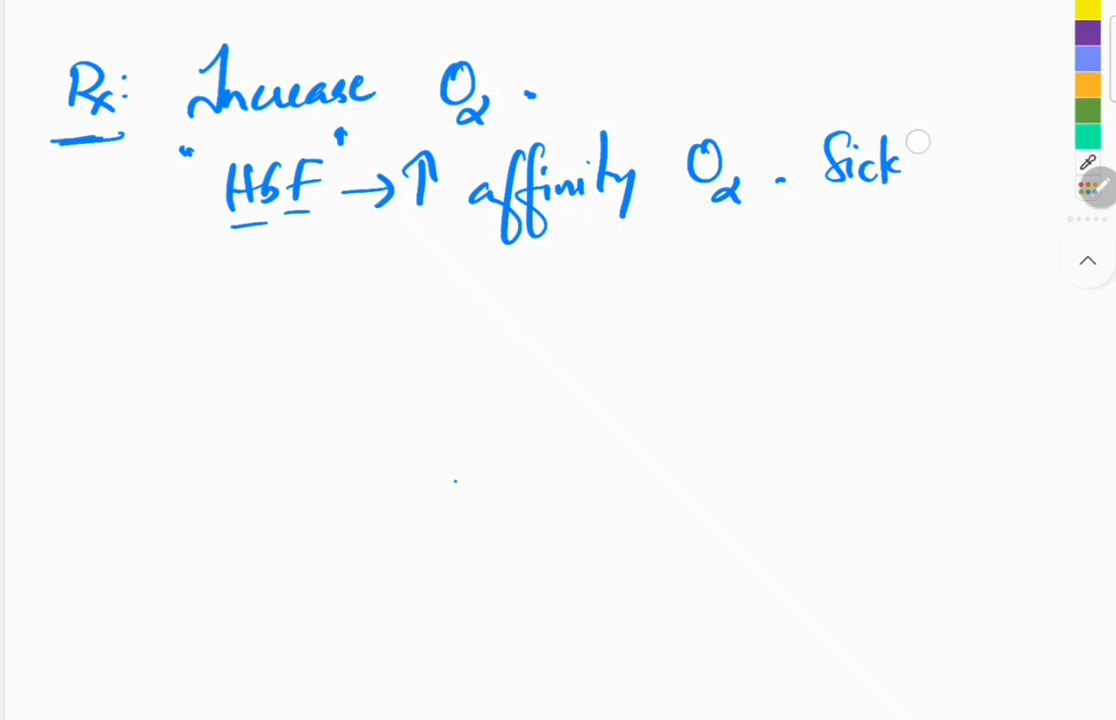 Rx: Increase O2.
"HbF" → ↑ affinity O2. Sick